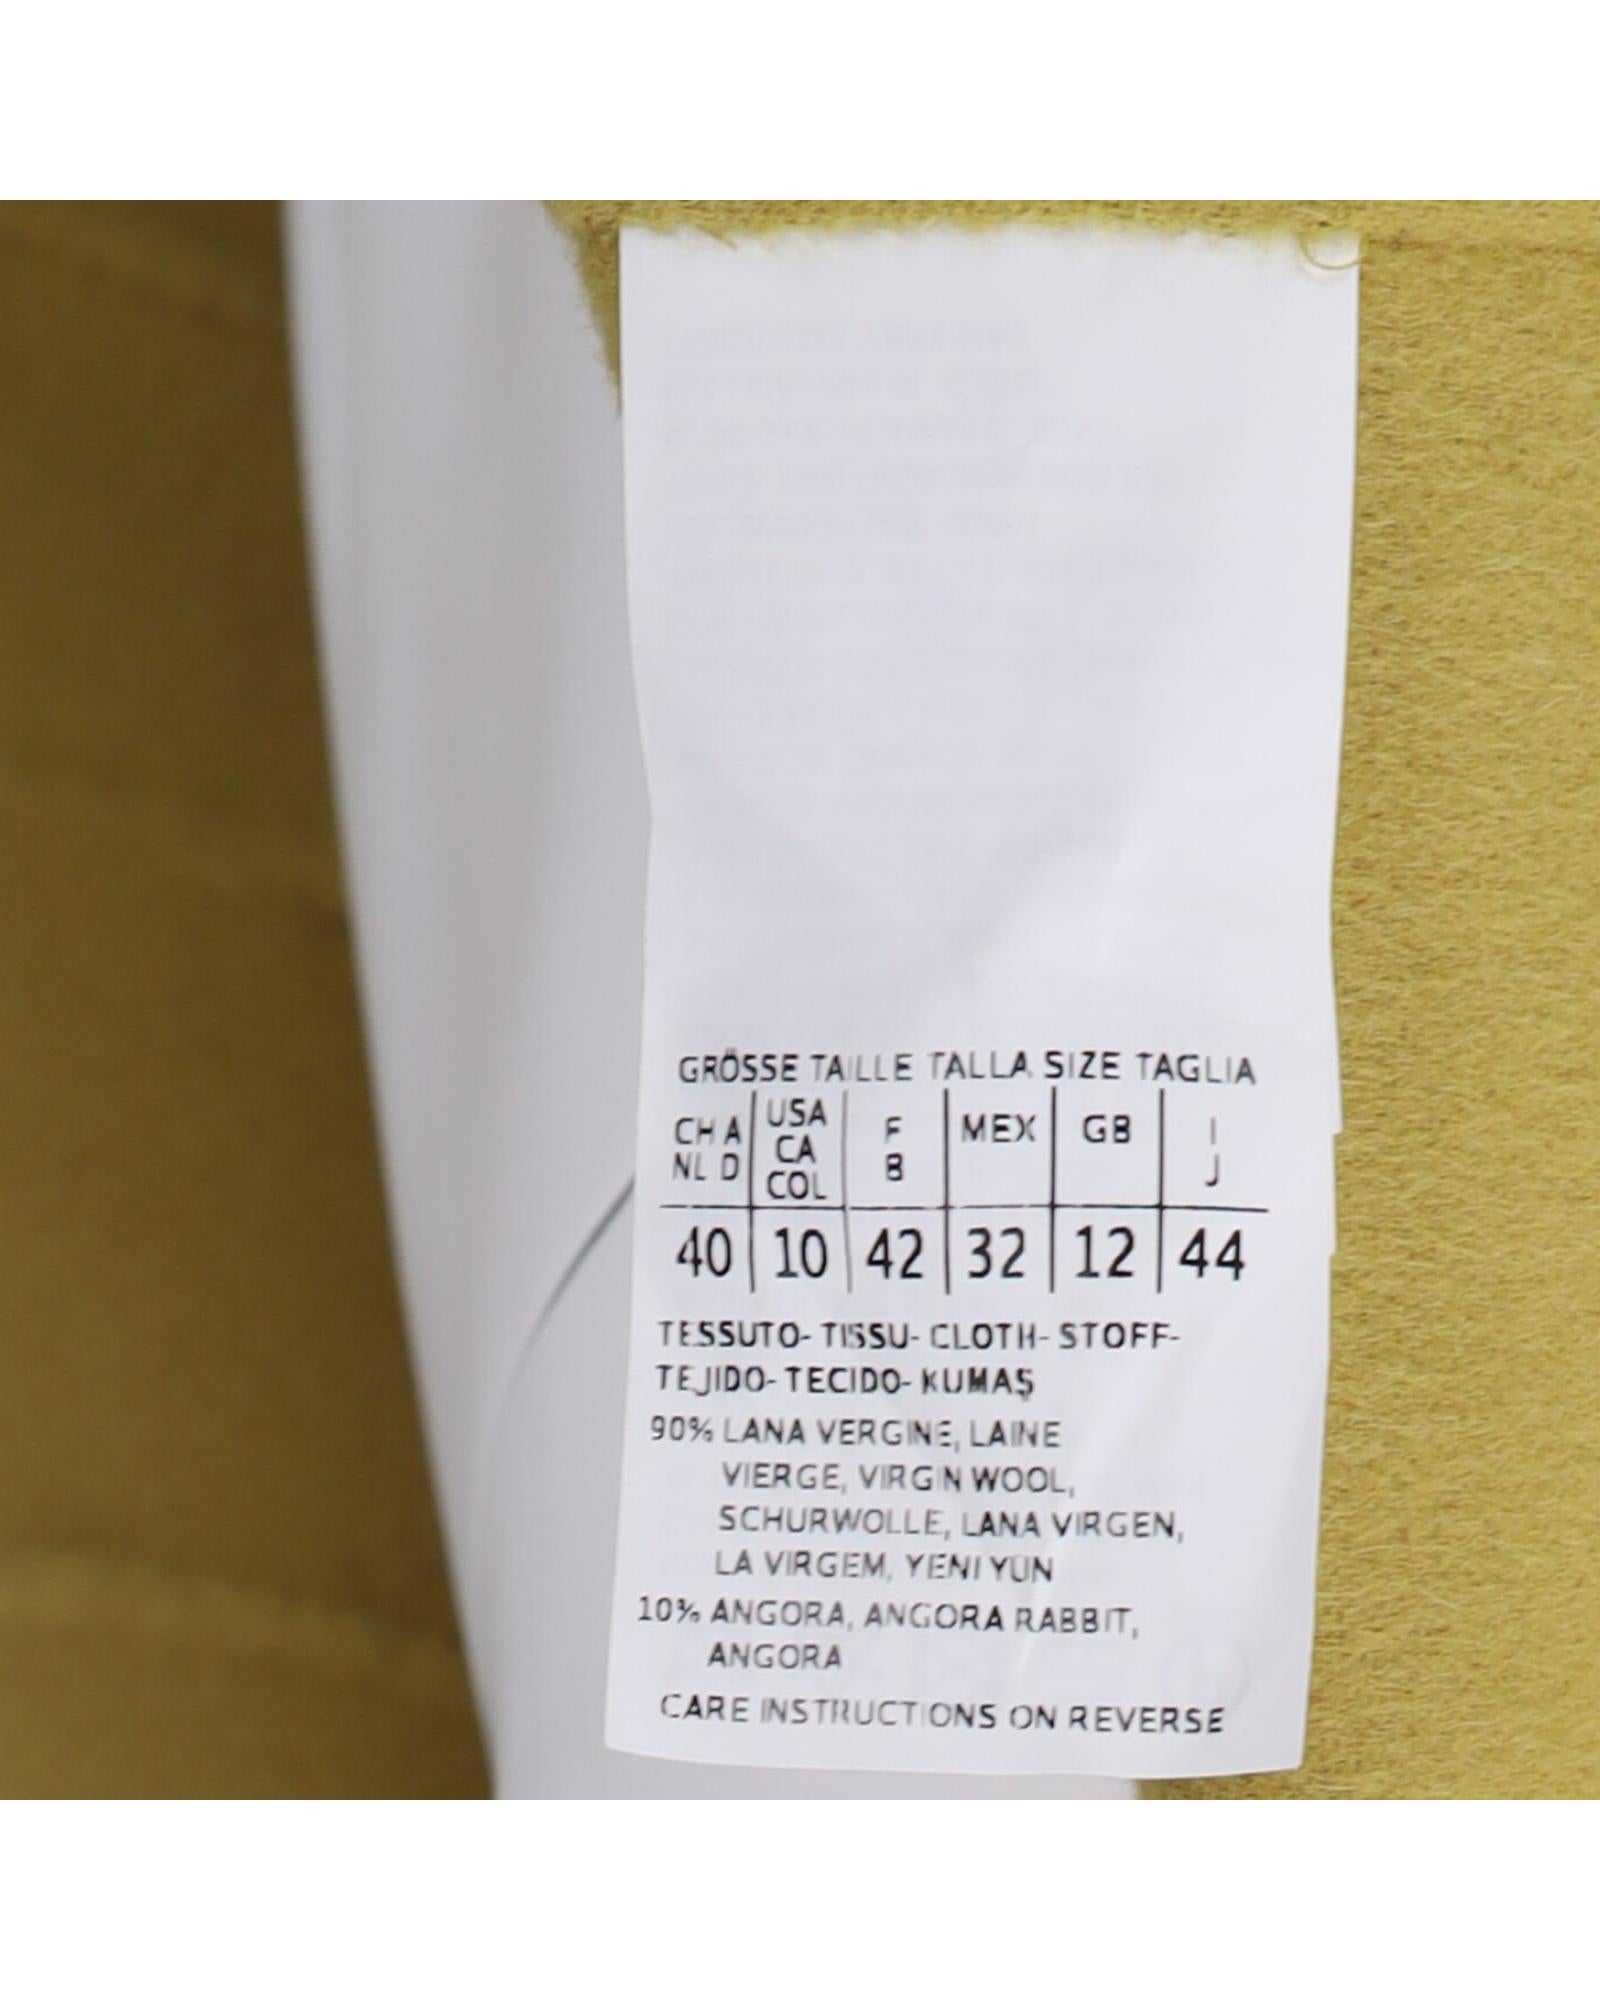 GRÖSSE TAILLE TALLA SIZE TAGLIA
CH A USA F MEX GB I
NL D CA B J
COL
40 10 42 32 12 44
TESSUTO- TISSU- CLOTH- STOFF-
TEJIDO- TECIDO- KUMAŞ
90% LANA VERGINE, LAINE
VIERGE, VIRGIN WOOL,
SCHURWOLLE, LANA VIRGEN,
LA VIRGEM, YENI YÜN
10% ANGORA, ANGORA RABBIT,
ANGORA
CARE INSTRUCTIONS ON REVERSE